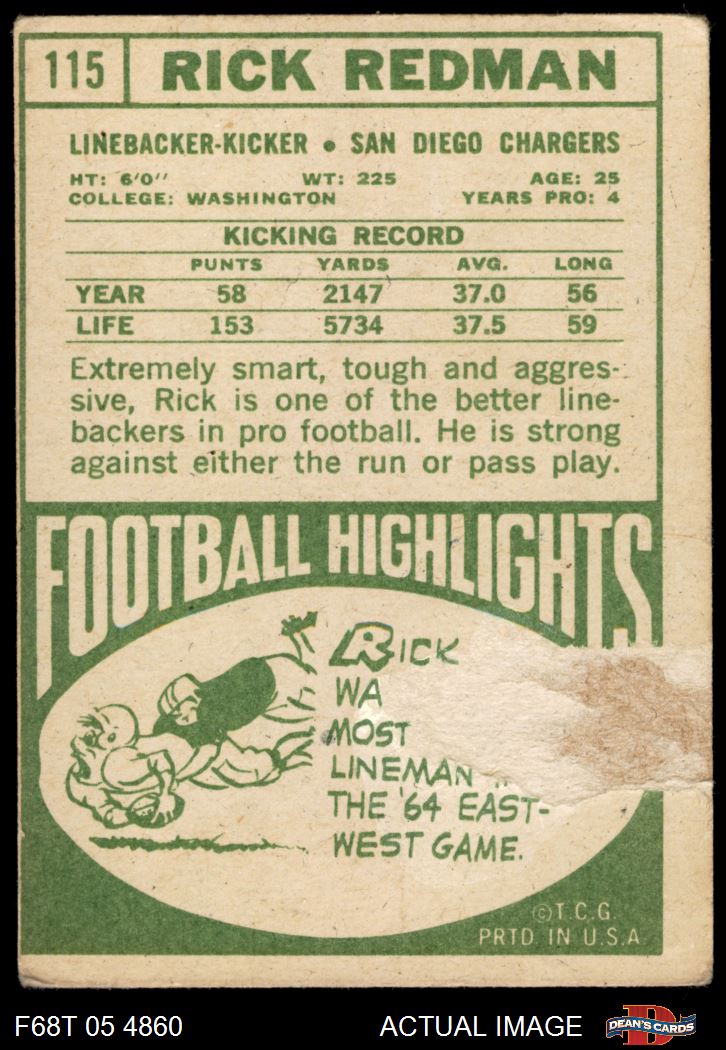 115 RICK REDMAN
LINEBACKER-KICKER • SAN DIEGO CHARGERS
HT: 6'0" WT: 225 AGE: 25
COLLEGE: WASHINGTON YEARS PRO: 4
KICKING RECORD
PUNTS YARDS AVG. LONG
YEAR 58 2147 37.0 56
LIFE 153 5734 37.5 59
Extremely smart, tough and aggres-
sive, Rick is one of the better line-
backers in pro football. He is strong
against either the run or pass play.
FOOTBALL HIGHLIGHTS
RICK
WA
MOST
LINEMAN
THE '64 EAST-
WEST GAME.
©T.C.G.
PRTD. IN U.S.A.
F68T 05 4860 ACTUAL IMAGE DEAN'S CARDS